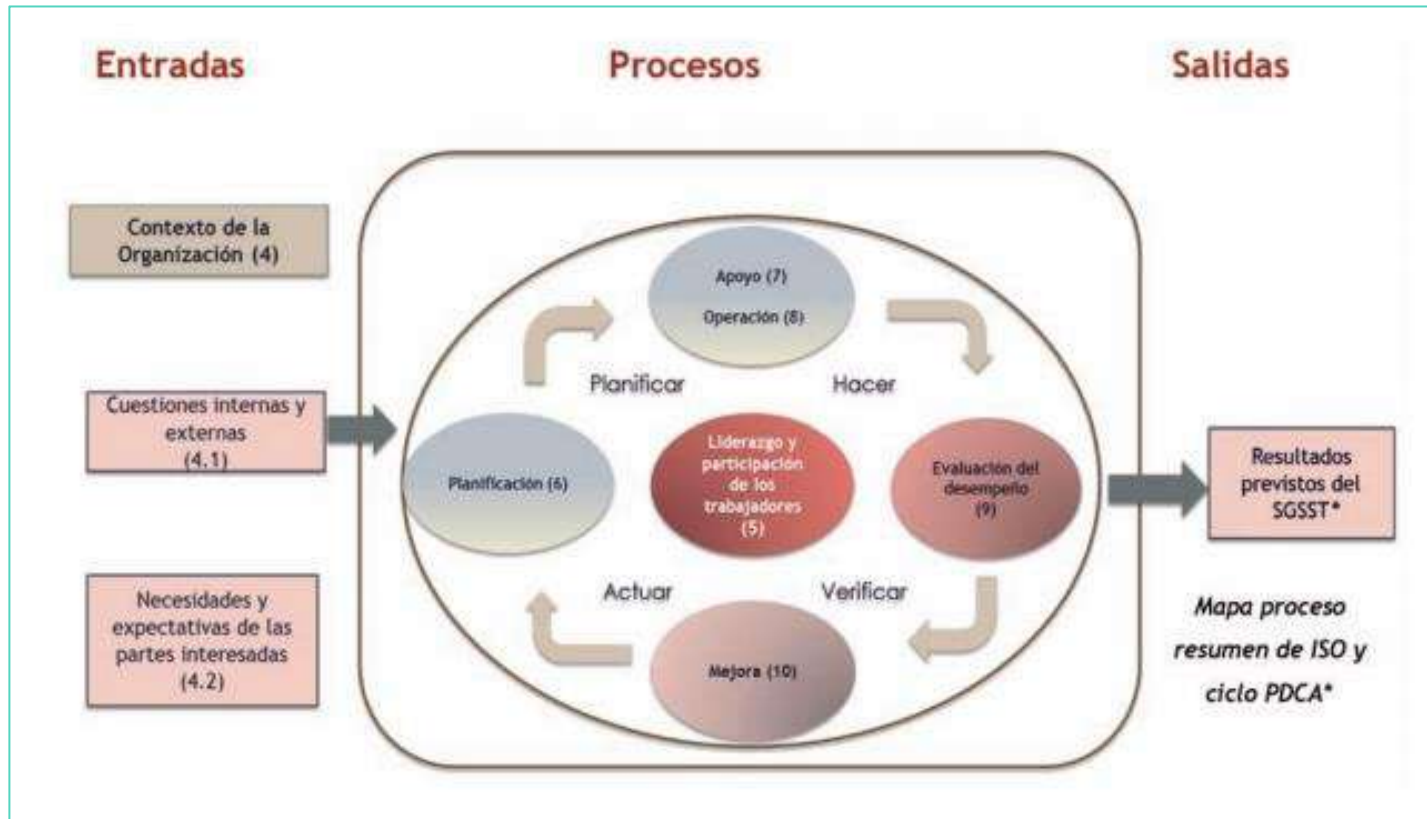 Entradas
Procesos
Salidas
Contexto de la
Organización (4)
Cuestiones internas y
externas
(4.1)
Necesidades y
expectativas de las
partes interesadas
(4.2)
Apoyo (7)
Operación (8)
Planificar
Hacer
Planificación (6)
Liderazgo y
participación
de los
trabajadores
(5)
Evaluación del
desempeño
(9)
Actuar
Verificar
Mejora (10)
Resultados
previstos del
SGSST*
Mapa proceso
resumen de ISO y
ciclo PDCA*